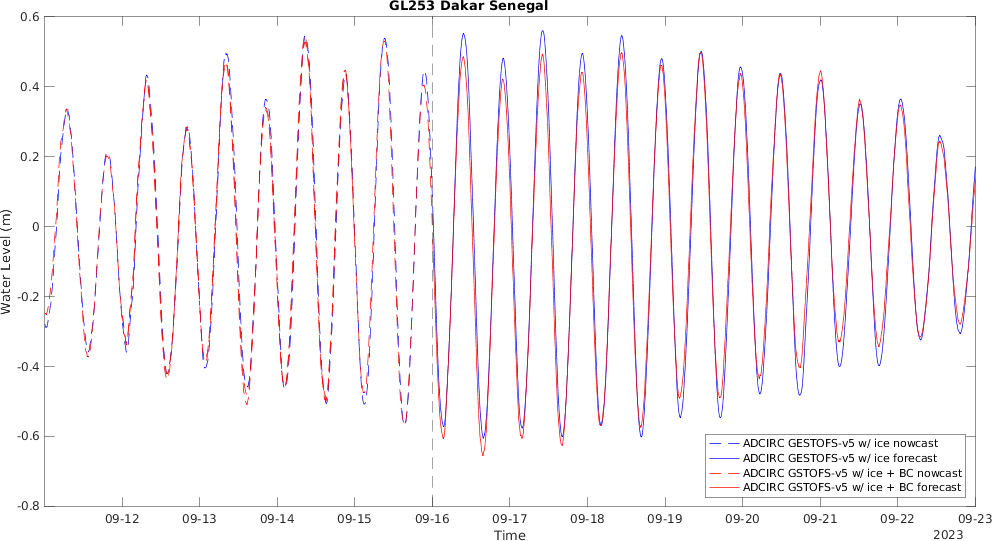 GL253 Dakar Senegal
0.6
0.4
0.2
0
-0.2
-0.4
-0.6
-0.8
Water Level (m)
09-12 09-13 09-14 09-15 09-16 09-17 09-18 09-19 09-20 09-21 09-22 09-23
Time
2023
ADCIRC GESTOFS-v5 w/ ice nowcast
ADCIRC GESTOFS-v5 w/ ice forecast
ADCIRC GSTOFS-v5 w/ ice + BC nowcast
ADCIRC GSTOFS-v5 w/ ice + BC forecast